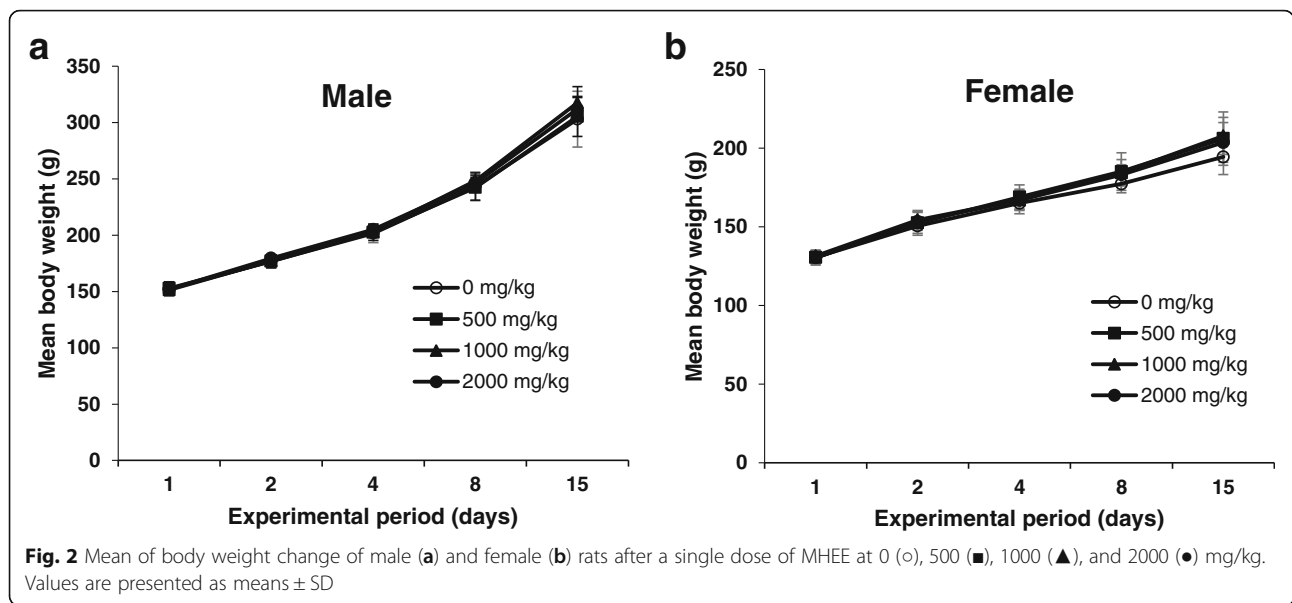 a
Male
350
300
250
200
150
100
50
0
Mean body weight (g)
0 mg/kg
500 mg/kg
1000 mg/kg
2000 mg/kg
1 2 4 8 15
Experimental period (days)
b
Female
250
200
150
100
50
0
Mean body weight (g)
0 mg/kg
500 mg/kg
1000 mg/kg
2000 mg/kg
1 2 4 8 15
Experimental period (days)
Fig. 2 Mean of body weight change of male (a) and female (b) rats after a single dose of MHEE at 0 (○), 500 (■), 1000 (▲), and 2000 (●) mg/kg.
Values are presented as means ± SD